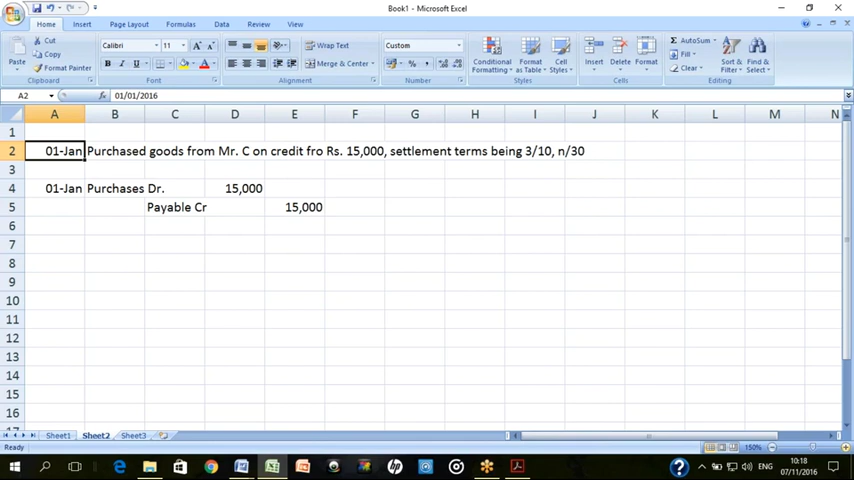 Book1 - Microsoft Excel
Home Insert Page Layout Formulas Data Review View
Paste
Cut
Copy
Format Painter
Clipboard
Calibri 11
B I U
Font
Wrap Text
Merge & Center
Alignment
Custom
%
Number
Conditional Formatting
Format as Table
Cell Styles
Styles
Insert Delete Format
Cells
AutoSum
Fill
Clear
Sort & Filter
Find & Select
Editing
A2 fx 01/01/2016
A B C D E F G H I J K L M N
1
2 01-Jan Purchased goods from Mr. C on credit fro Rs. 15,000, settlement terms being 3/10, n/30
3
4 01-Jan Purchases Dr. 15,000
5 Payable Cr 15,000
6
7
8
9
10
11
12
13
14
15
16
17
Sheet1 Sheet2 Sheet3
Ready 150%
ENG 10:18
07/11/2016